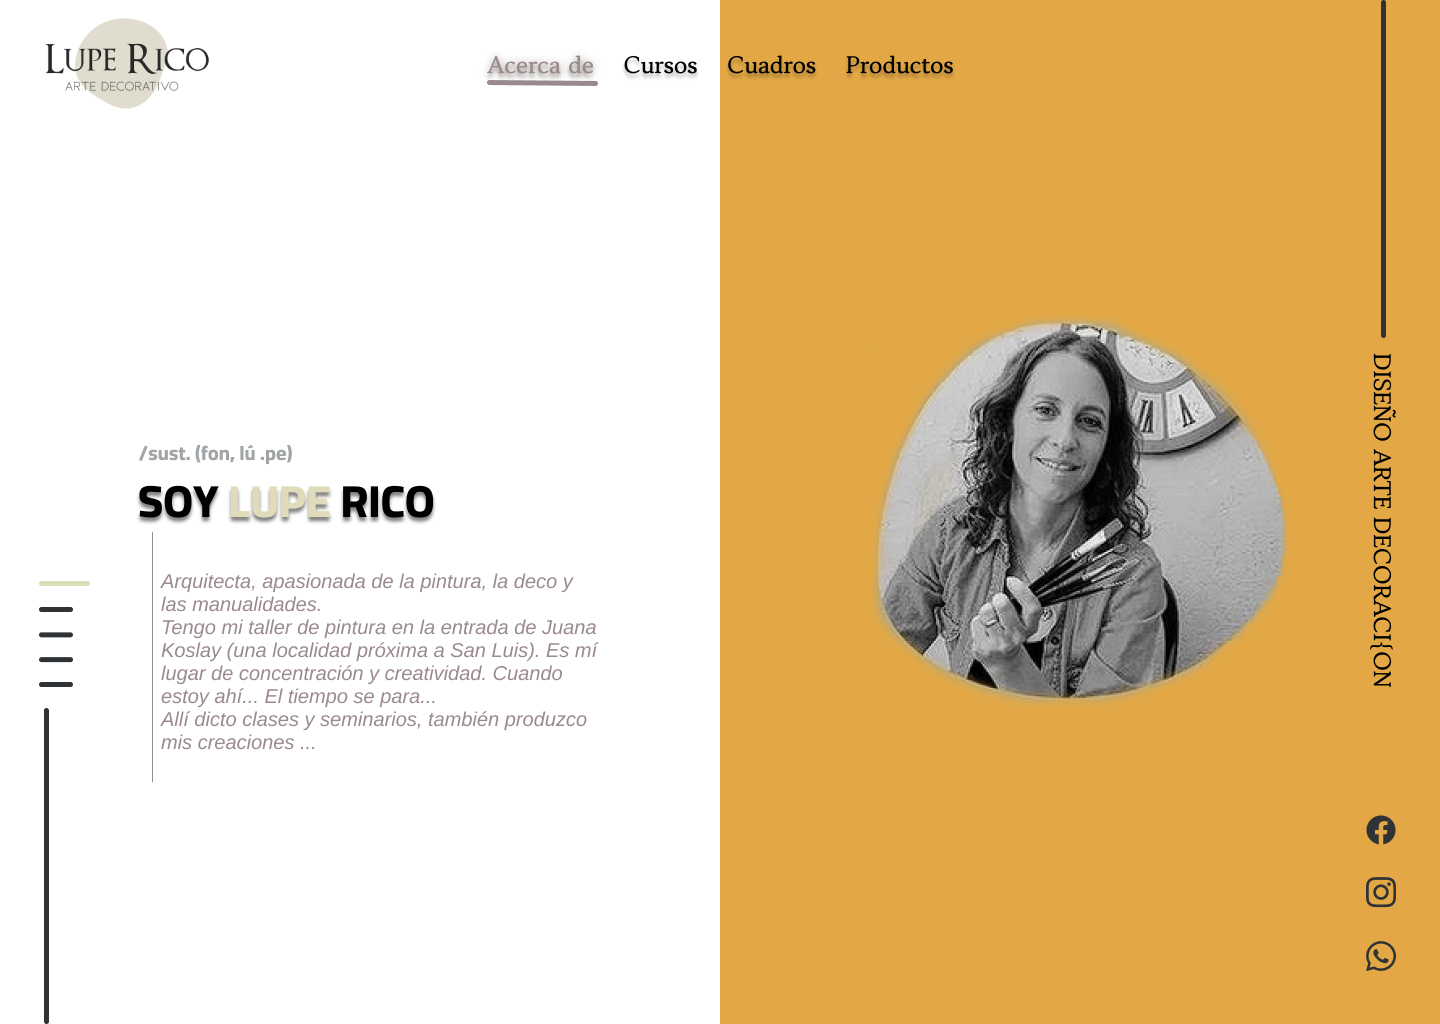 LUPE RICO
ARTE DECORATIVO
Acerca de
Cursos
Cuadros
Productos
/sust. (fon, lú .pe)
SOY LUPE RICO
Arquitecta, apasionada de la pintura, la deco y
las manualidades.
Tengo mi taller de pintura en la entrada de Juana
Koslay (una localidad próxima a San Luis). Es mí
lugar de concentración y creatividad. Cuando
estoy ahí... El tiempo se para...
Allí dicto clases y seminarios, también produzco
mis creaciones ...
DISEÑO ARTE DECORACI{ON